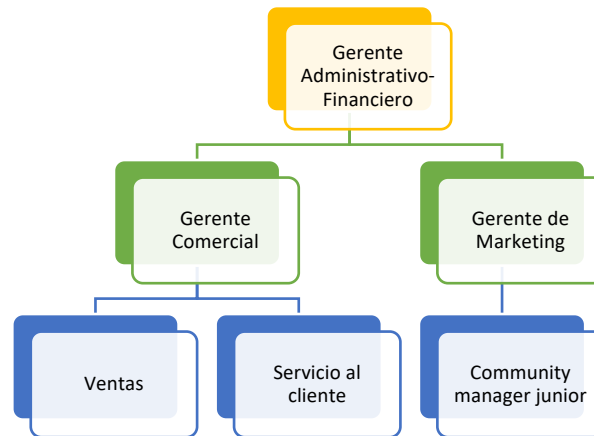 Gerente
Administrativo-
Financiero
Gerente
Comercial
Gerente de
Marketing
Ventas
Servicio al
cliente
Community
manager junior